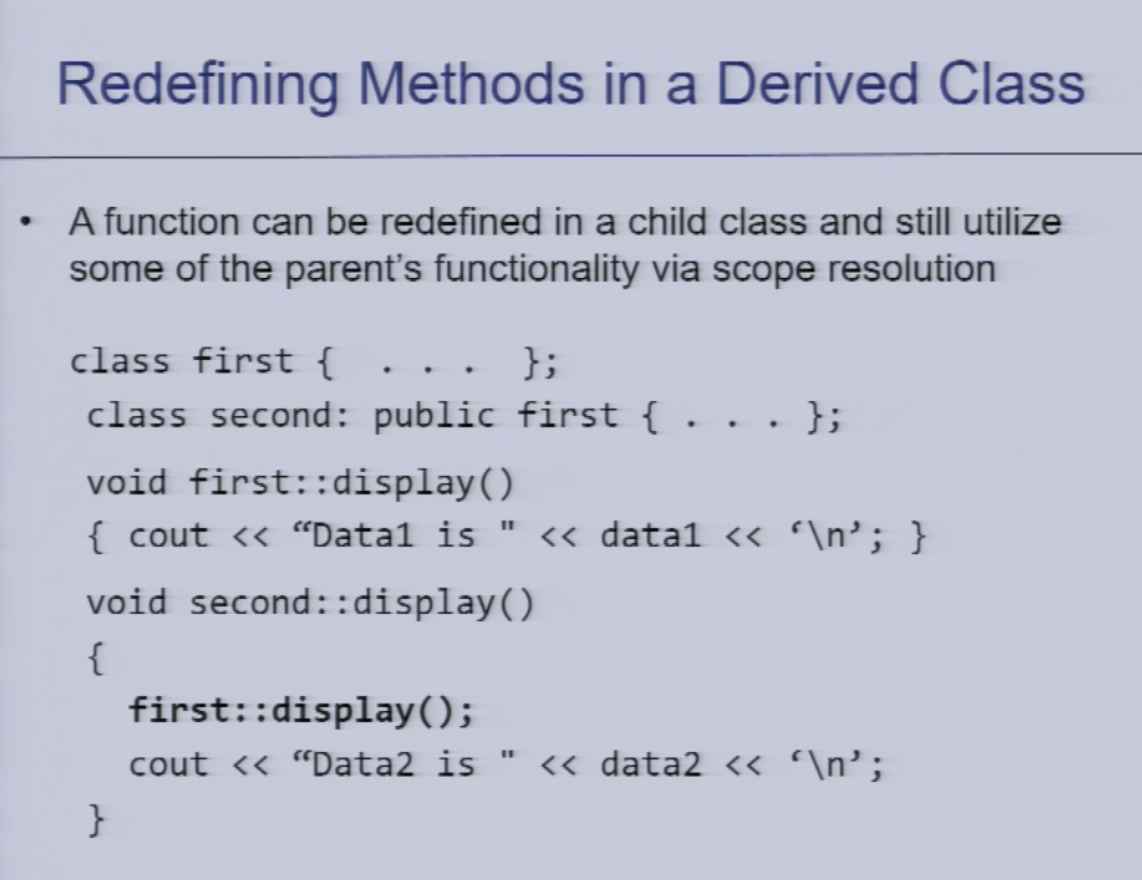 Redefining Methods in a Derived Class
• A function can be redefined in a child class and still utilize
some of the parent’s functionality via scope resolution
class first {  . . .  };
class second: public first { . . . };
void first::display()
{ cout << “Data1 is " << data1 << ‘\n’; }
void second::display()
{
first::display();
cout << “Data2 is " << data2 << ‘\n’;
}